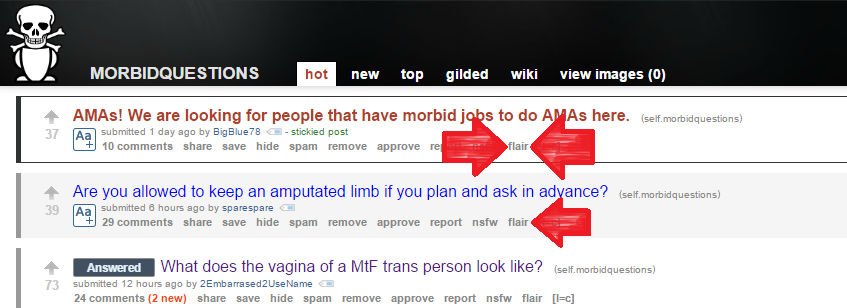 MORBIDQUESTIONS hot new top gilded wiki view images (0)
AMAs! We are looking for people that have morbid jobs to do AMAs here. (self.morbidquestions)
37
Aa+ submitted 1 day ago by BigBlue78 - stickied post
10 comments share save hide spam remove approve flair
Are you allowed to keep an amputated limb if you plan and ask in advance? (self.morbidquestions)
39
Aa+ submitted 6 hours ago by sparespare
29 comments share save hide spam remove approve report nsfw flair
Answered What does the vagina of a MtF trans person look like? (self.morbidquestions)
73
submitted 12 hours ago by 2Embarrased2UseName
24 comments (2 new) share save hide spam remove approve report nsfw flair [l=c]